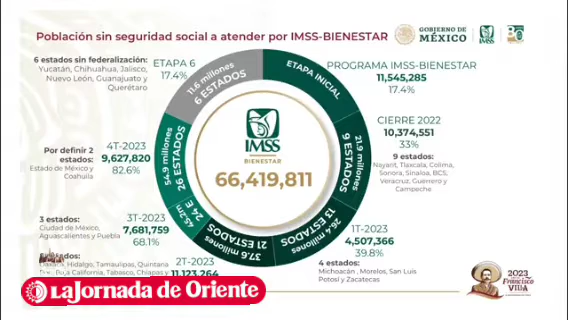 Población sin seguridad social a atender por IMSS-BIENESTAR
GOBIERNO DE
MÉXICO
IMSS
6 estados sin federalización:
Yucatán, Chihuahua, Jalisco,
Nuevo León, Guanajuato y
Querétaro
ETAPA 6
17.4%
11.6 millones
6 ESTADOS
ETAPA INICIAL
PROGRAMA IMSS-BIENESTAR
11,545,285
17.4%
CIERRE 2022
10,374,551
33%
9 estados:
Nayarit, Tlaxcala, Colima,
Sonora, Sinaloa, BCS,
Veracruz, Guerrero y
Campeche
21.9 millones
9 ESTADOS
IMSS
BIENESTAR
66,419,811
Por definir 2
estados:
Estado de México y
Coahuila
4T-2023
9,627,820
82.6%
54.9 millones
26 ESTADOS
3 estados:
Ciudad de México,
Aguascalientes y Puebla
3T-2023
7,681,759
68.1%
45.2m
24 E
37.6 millones
21 ESTADOS
26.4 millones
13 ESTADOS
1T-2023
4,507,366
39.8%
4 estados:
Michoacán, Morelos, San Luis
Potosí y Zacatecas
2T-2023
11,123,264
Hidalgo, Tamaulipas, Quintana
Baja California, Tabasco, Chiapas y
La Jornada de Oriente
2023
Francisco
VILLA